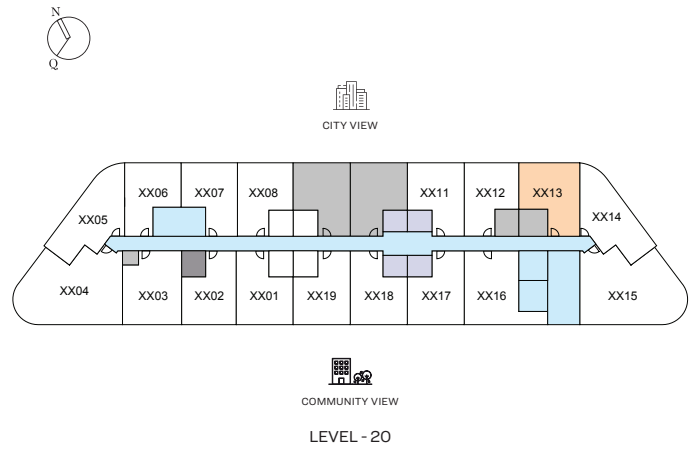 N
Q
CITY VIEW
XX06 XX07 XX08 XX11 XX12 XX13
XX05 XX14
XX04 XX03 XX02 XX01 XX19 XX18 XX17 XX16 XX15
COMMUNITY VIEW
LEVEL - 20